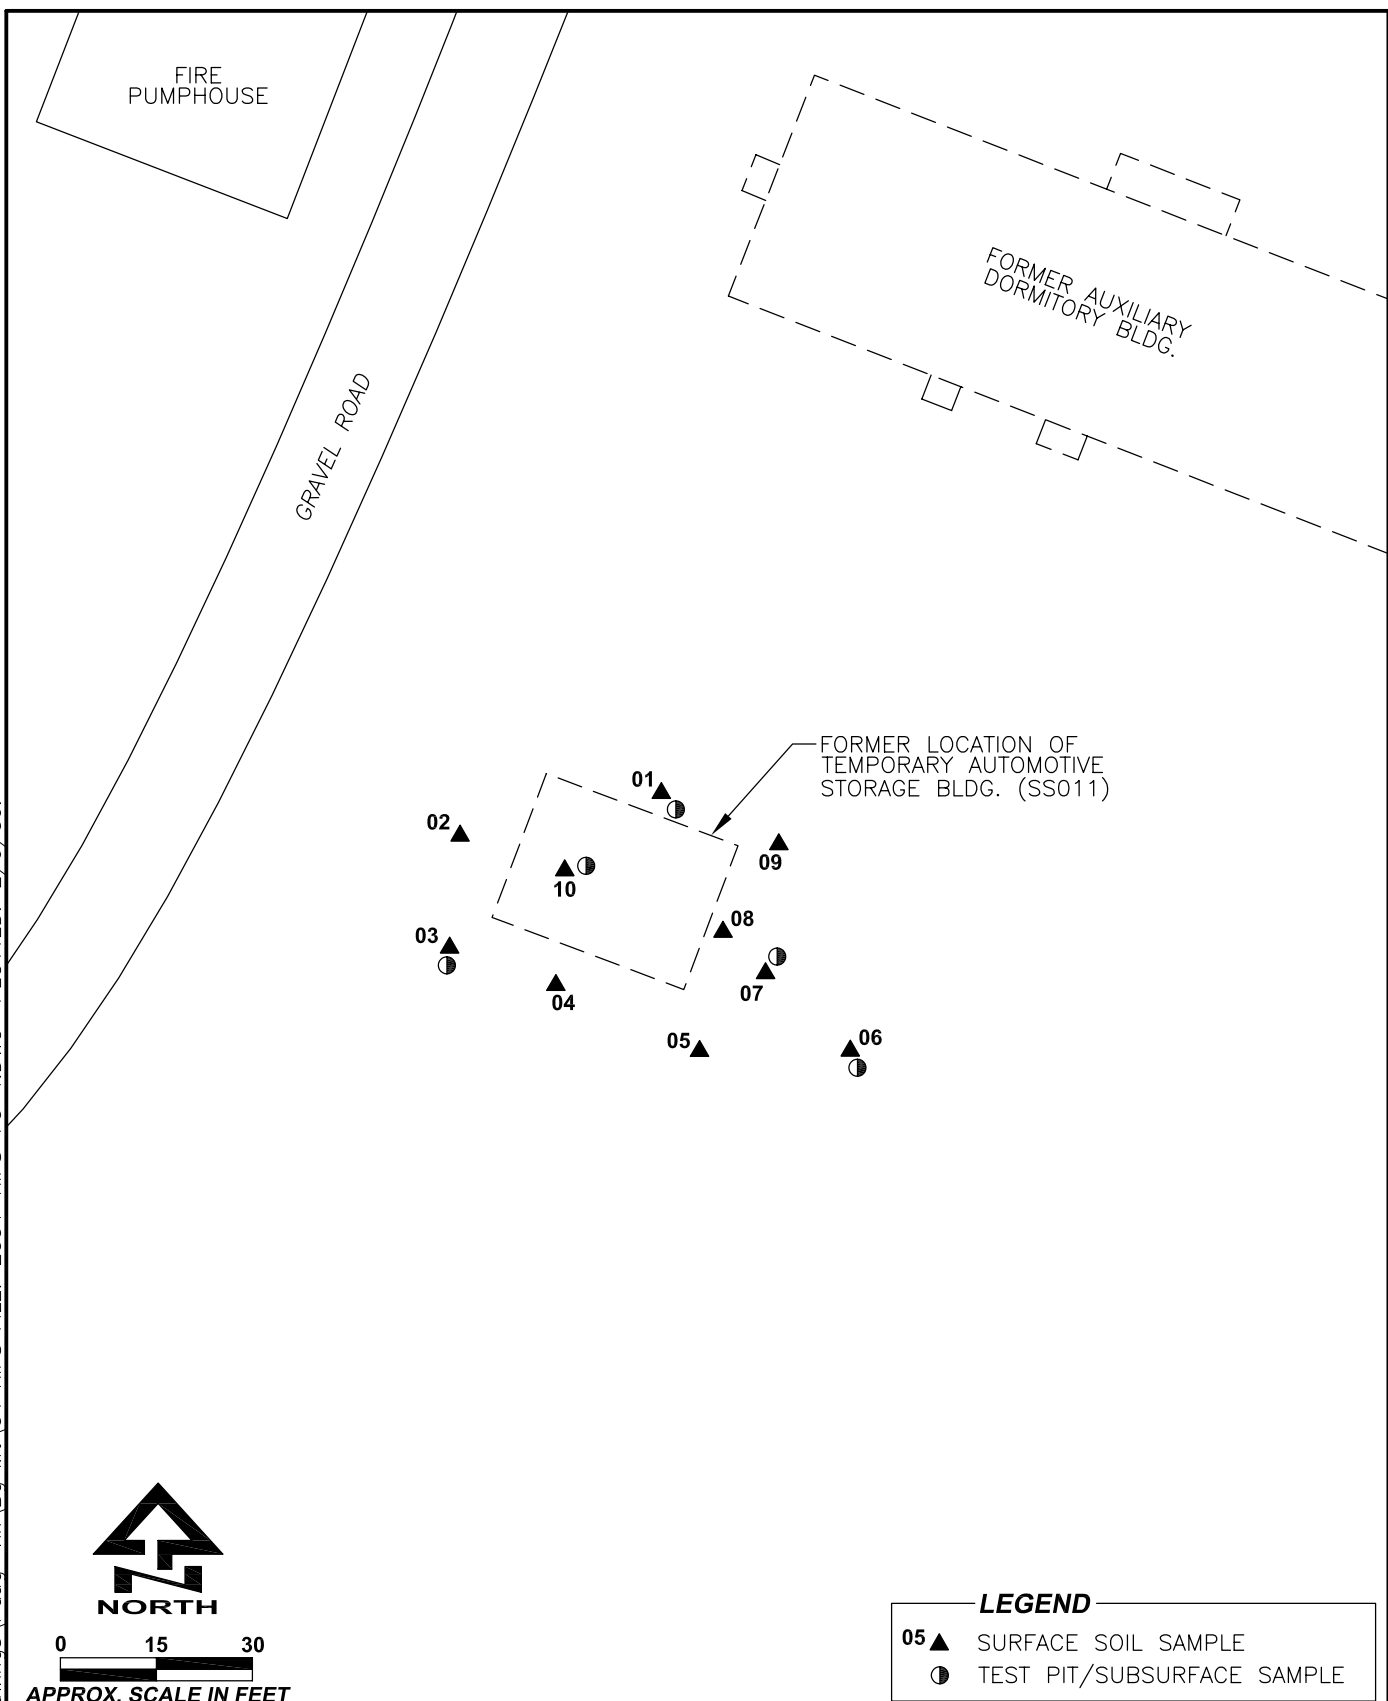 FIRE
PUMPHOUSE
FORMER AUXILIARY
DORMITORY BLDG.
GRAVEL ROAD
FORMER LOCATION OF
TEMPORARY AUTOMOTIVE
STORAGE BLDG. (SS011)
01
02
09
10
08
03
07
04
05
06
NORTH
0 15 30
APPROX. SCALE IN FEET
LEGEND
05 SURFACE SOIL SAMPLE
TEST PIT/SUBSURFACE SAMPLE